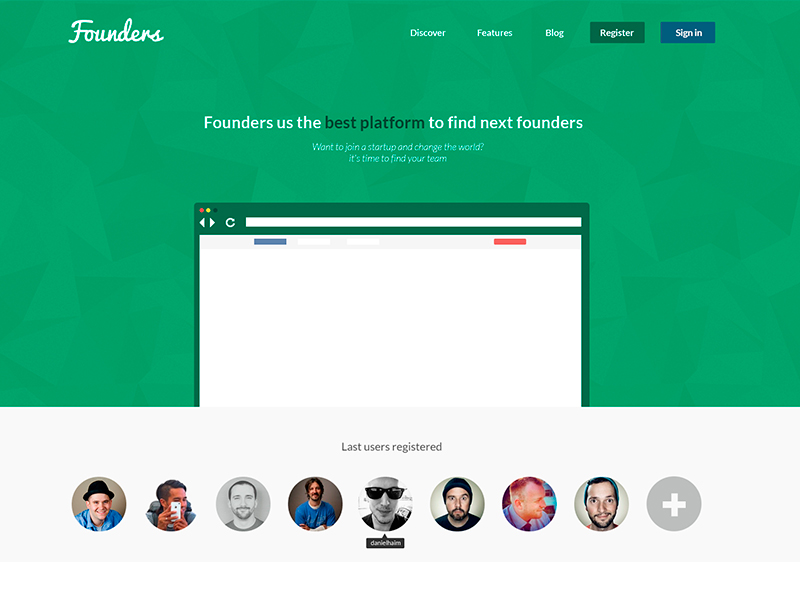 Founders
Discover
Features
Blog
Register
Sign in
Founders us the best platform to find next founders
Want to join a startup and change the world?
it's time to find your team
Last users registered
danielhaim